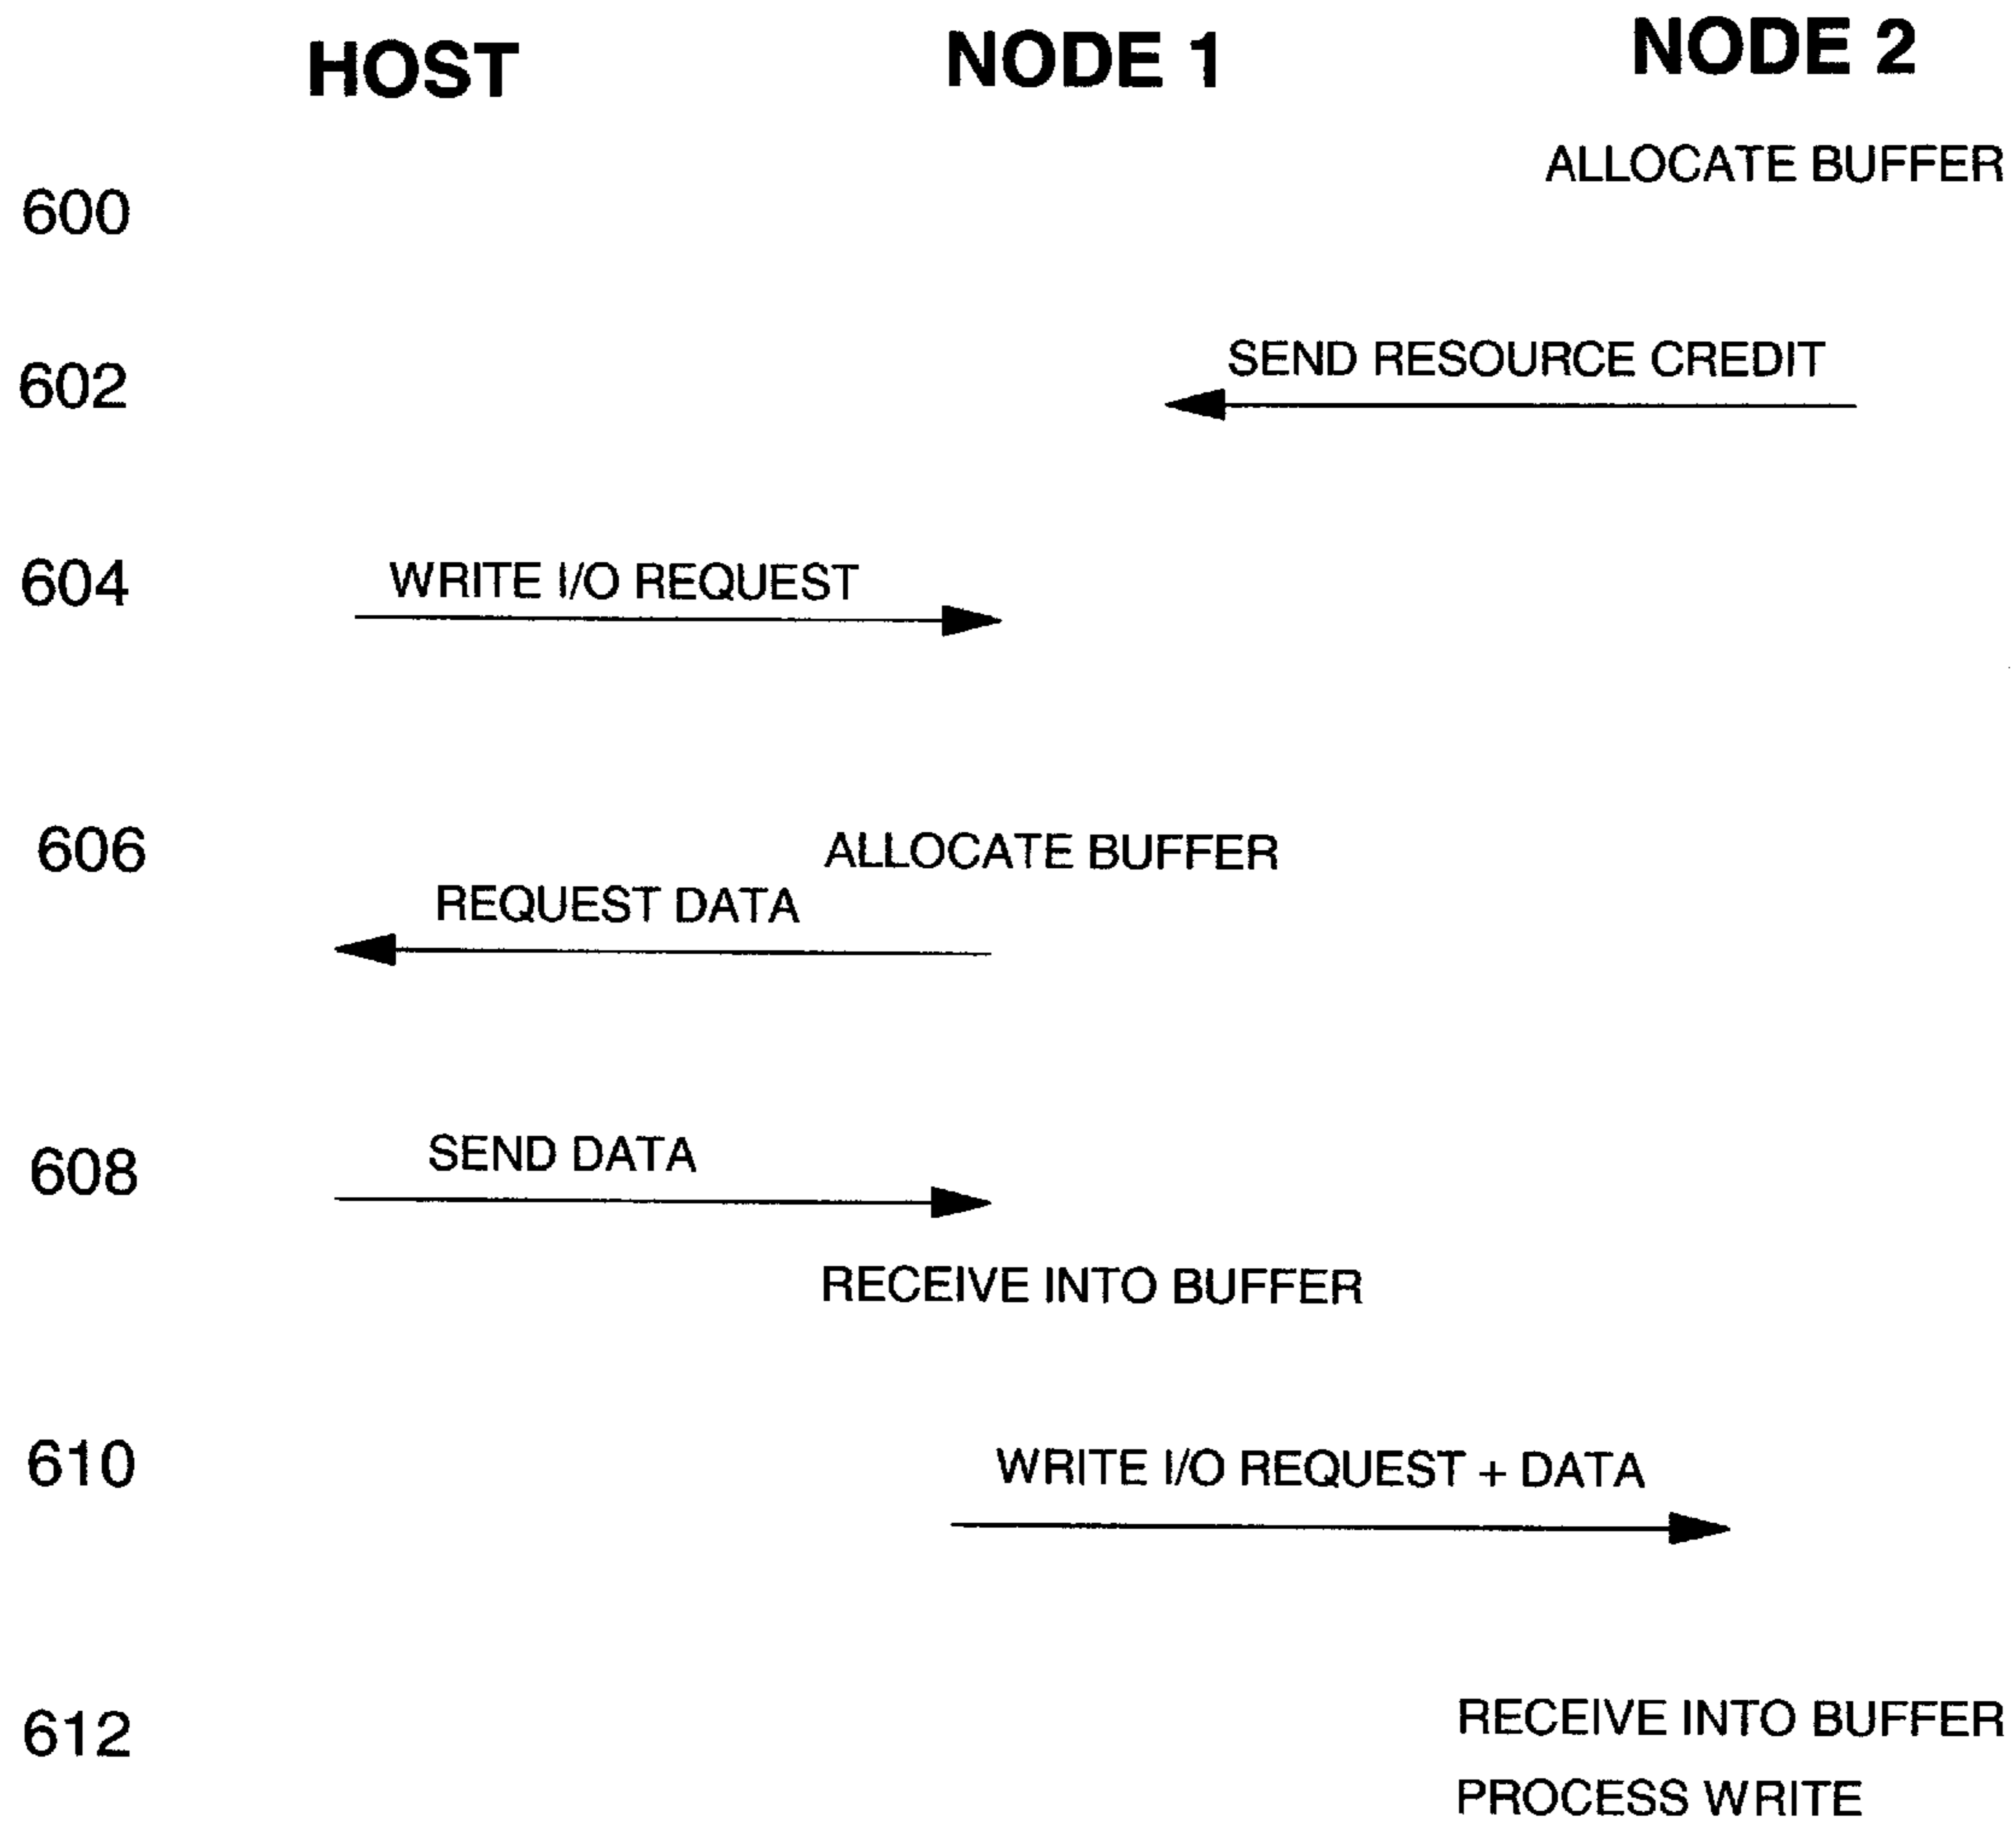 HOST NODE 1 NODE 2
ALLOCATE BUFFER
600
SEND RESOURCE CREDIT
602
604 WRITE I/O REQUEST
606 ALLOCATE BUFFER
REQUEST DATA
608 SEND DATA
RECEIVE INTO BUFFER
610 WRITE I/O REQUEST + DATA
612 RECEIVE INTO BUFFER
PROCESS WRITE